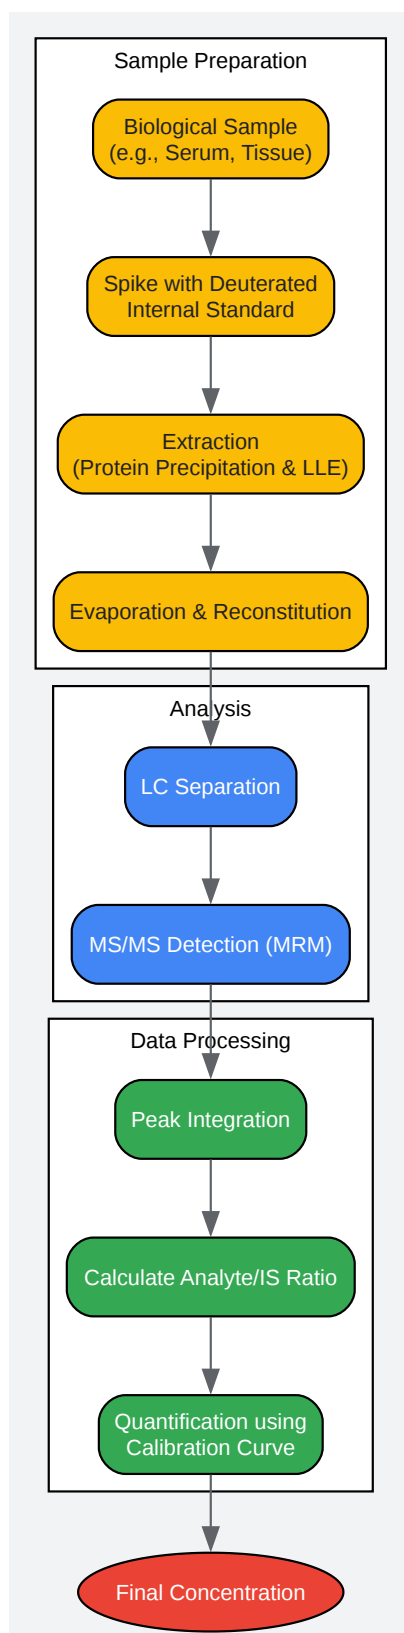 Sample Preparation
Biological Sample
(e.g., Serum, Tissue)
Spike with Deuterated
Internal Standard
Extraction
(Protein Precipitation & LLE)
Evaporation & Reconstitution
Analysis
LC Separation
MS/MS Detection (MRM)
Data Processing
Peak Integration
Calculate Analyte/IS Ratio
Quantification using
Calibration Curve
Final Concentration